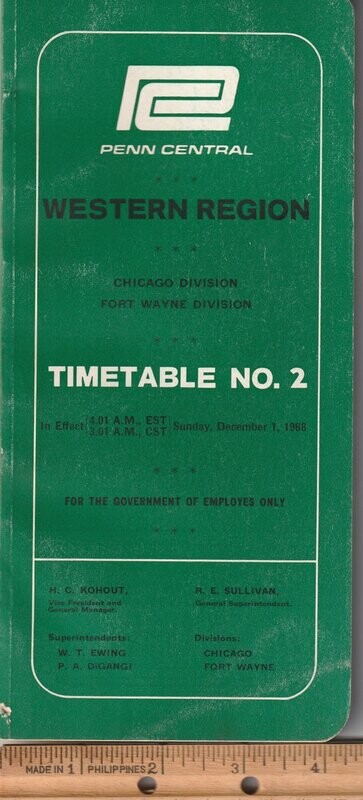 PC
PENN CENTRAL
* * *
WESTERN REGION
* * *
CHICAGO DIVISION
FORT WAYNE DIVISION
* * *
TIMETABLE NO. 2
In Effect {4.01 A.M., EST} Sunday, December 1, 1968
{3.01 A.M., CST}
* * *
FOR THE GOVERNMENT OF EMPLOYES ONLY
* * *
H. C. KOHOUT,
Vice President and
General Manager.
R. E. SULLIVAN,
General Superintendent.
Superintendents:
W. T. EWING
P. A. DiGANGI
Divisions:
CHICAGO
FORT WAYNE
MADE IN 1 PHILIPPINES 2 3 4